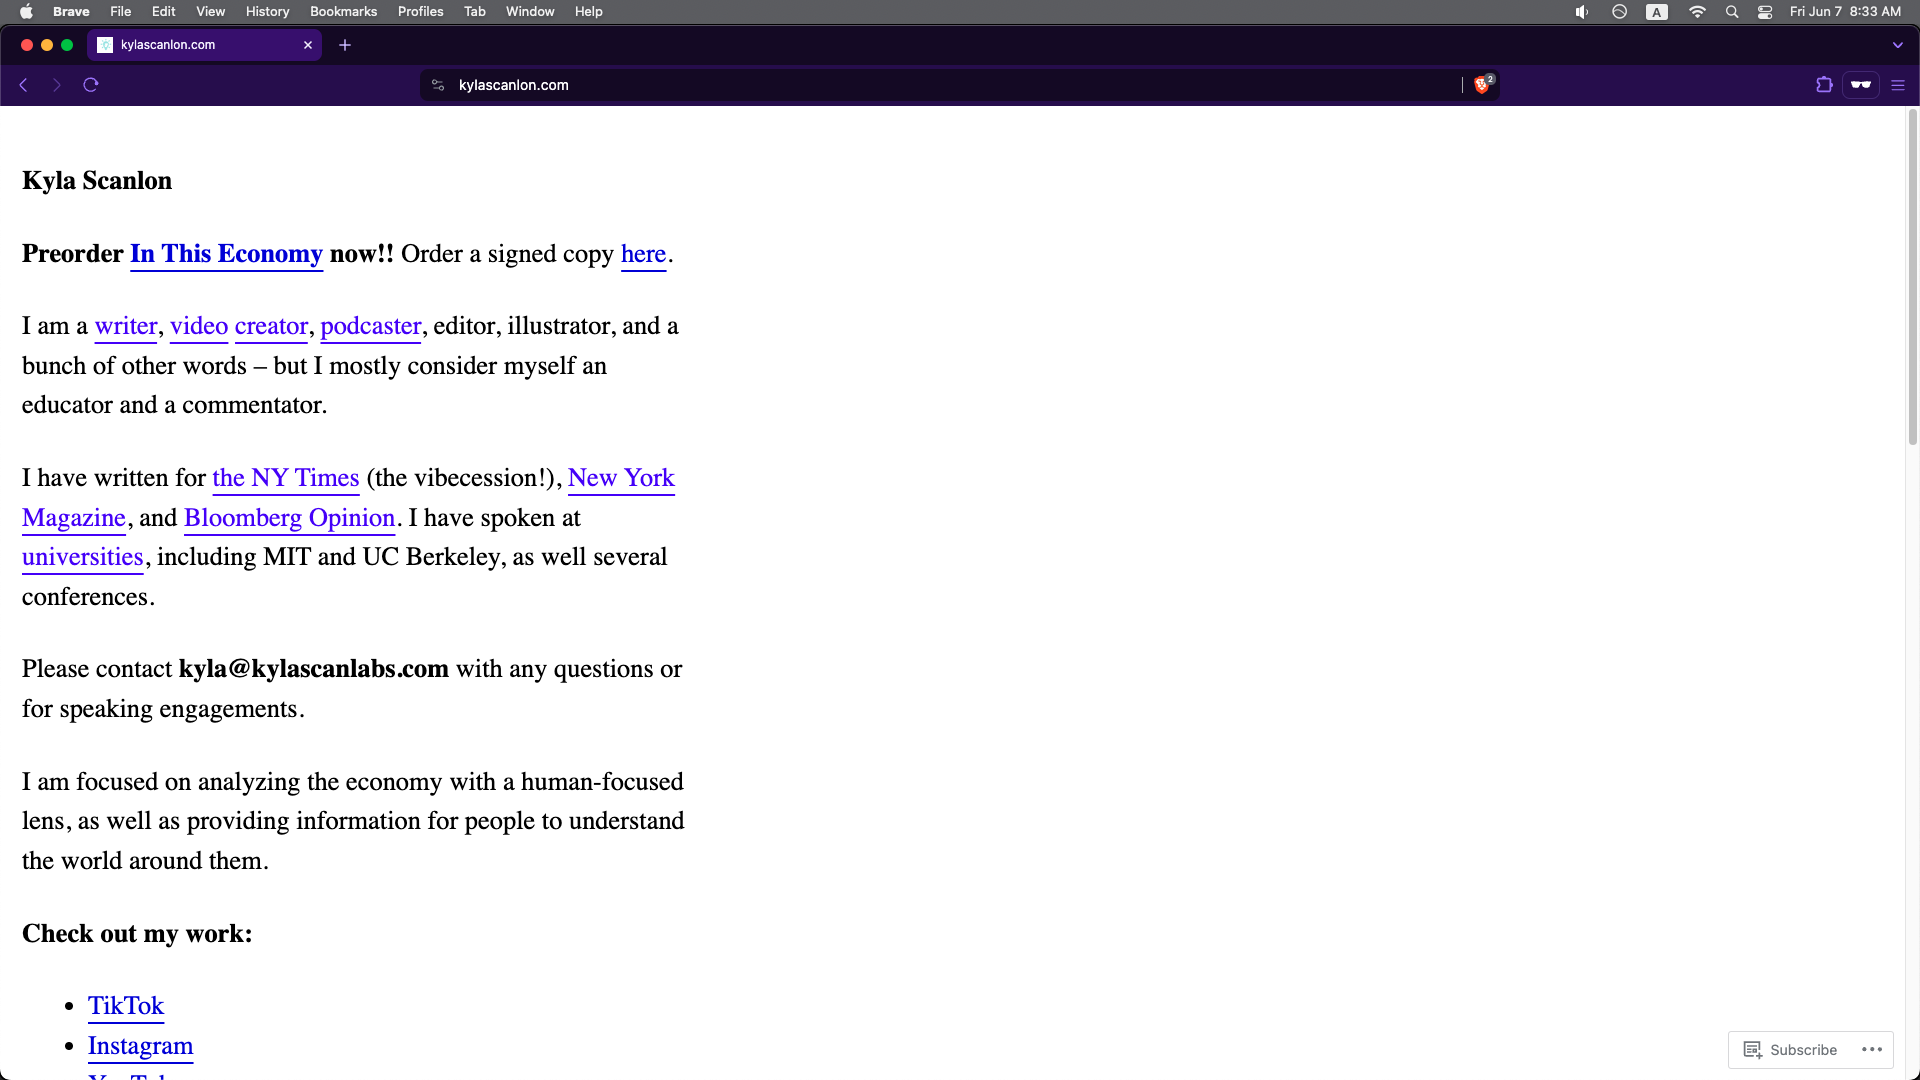 Brave File Edit View History Bookmarks Profiles Tab Window Help A Fri Jun 7 8:33 AM
kylascanlon.com
kylascanlon.com 2
Kyla Scanlon
Preorder In This Economy now!! Order a signed copy here.
I am a writer, video creator, podcaster, editor, illustrator, and a
bunch of other words – but I mostly consider myself an
educator and a commentator.
I have written for the NY Times (the vibecession!), New York
Magazine, and Bloomberg Opinion. I have spoken at
universities, including MIT and UC Berkeley, as well several
conferences.
Please contact kyla@kylascanlabs.com with any questions or
for speaking engagements.
I am focused on analyzing the economy with a human-focused
lens, as well as providing information for people to understand
the world around them.
Check out my work:
• TikTok
• Instagram
Subscribe